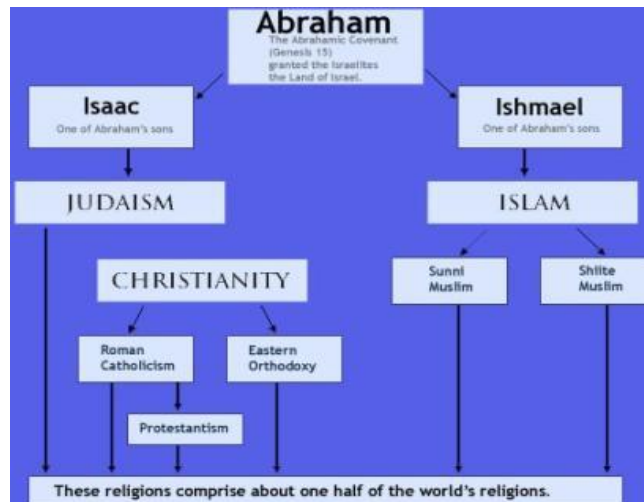 Abraham
The Abrahamic Covenant
(Genesis 15)
granted the Israelites
the Land of Israel.
Isaac
One of Abraham's sons
Ishmael
One of Abraham's sons
JUDAISM
ISLAM
CHRISTIANITY
Sunni
Muslim
Shiite
Muslim
Roman
Catholicism
Eastern
Orthodoxy
Protestantism
These religions comprise about one half of the world's religions.